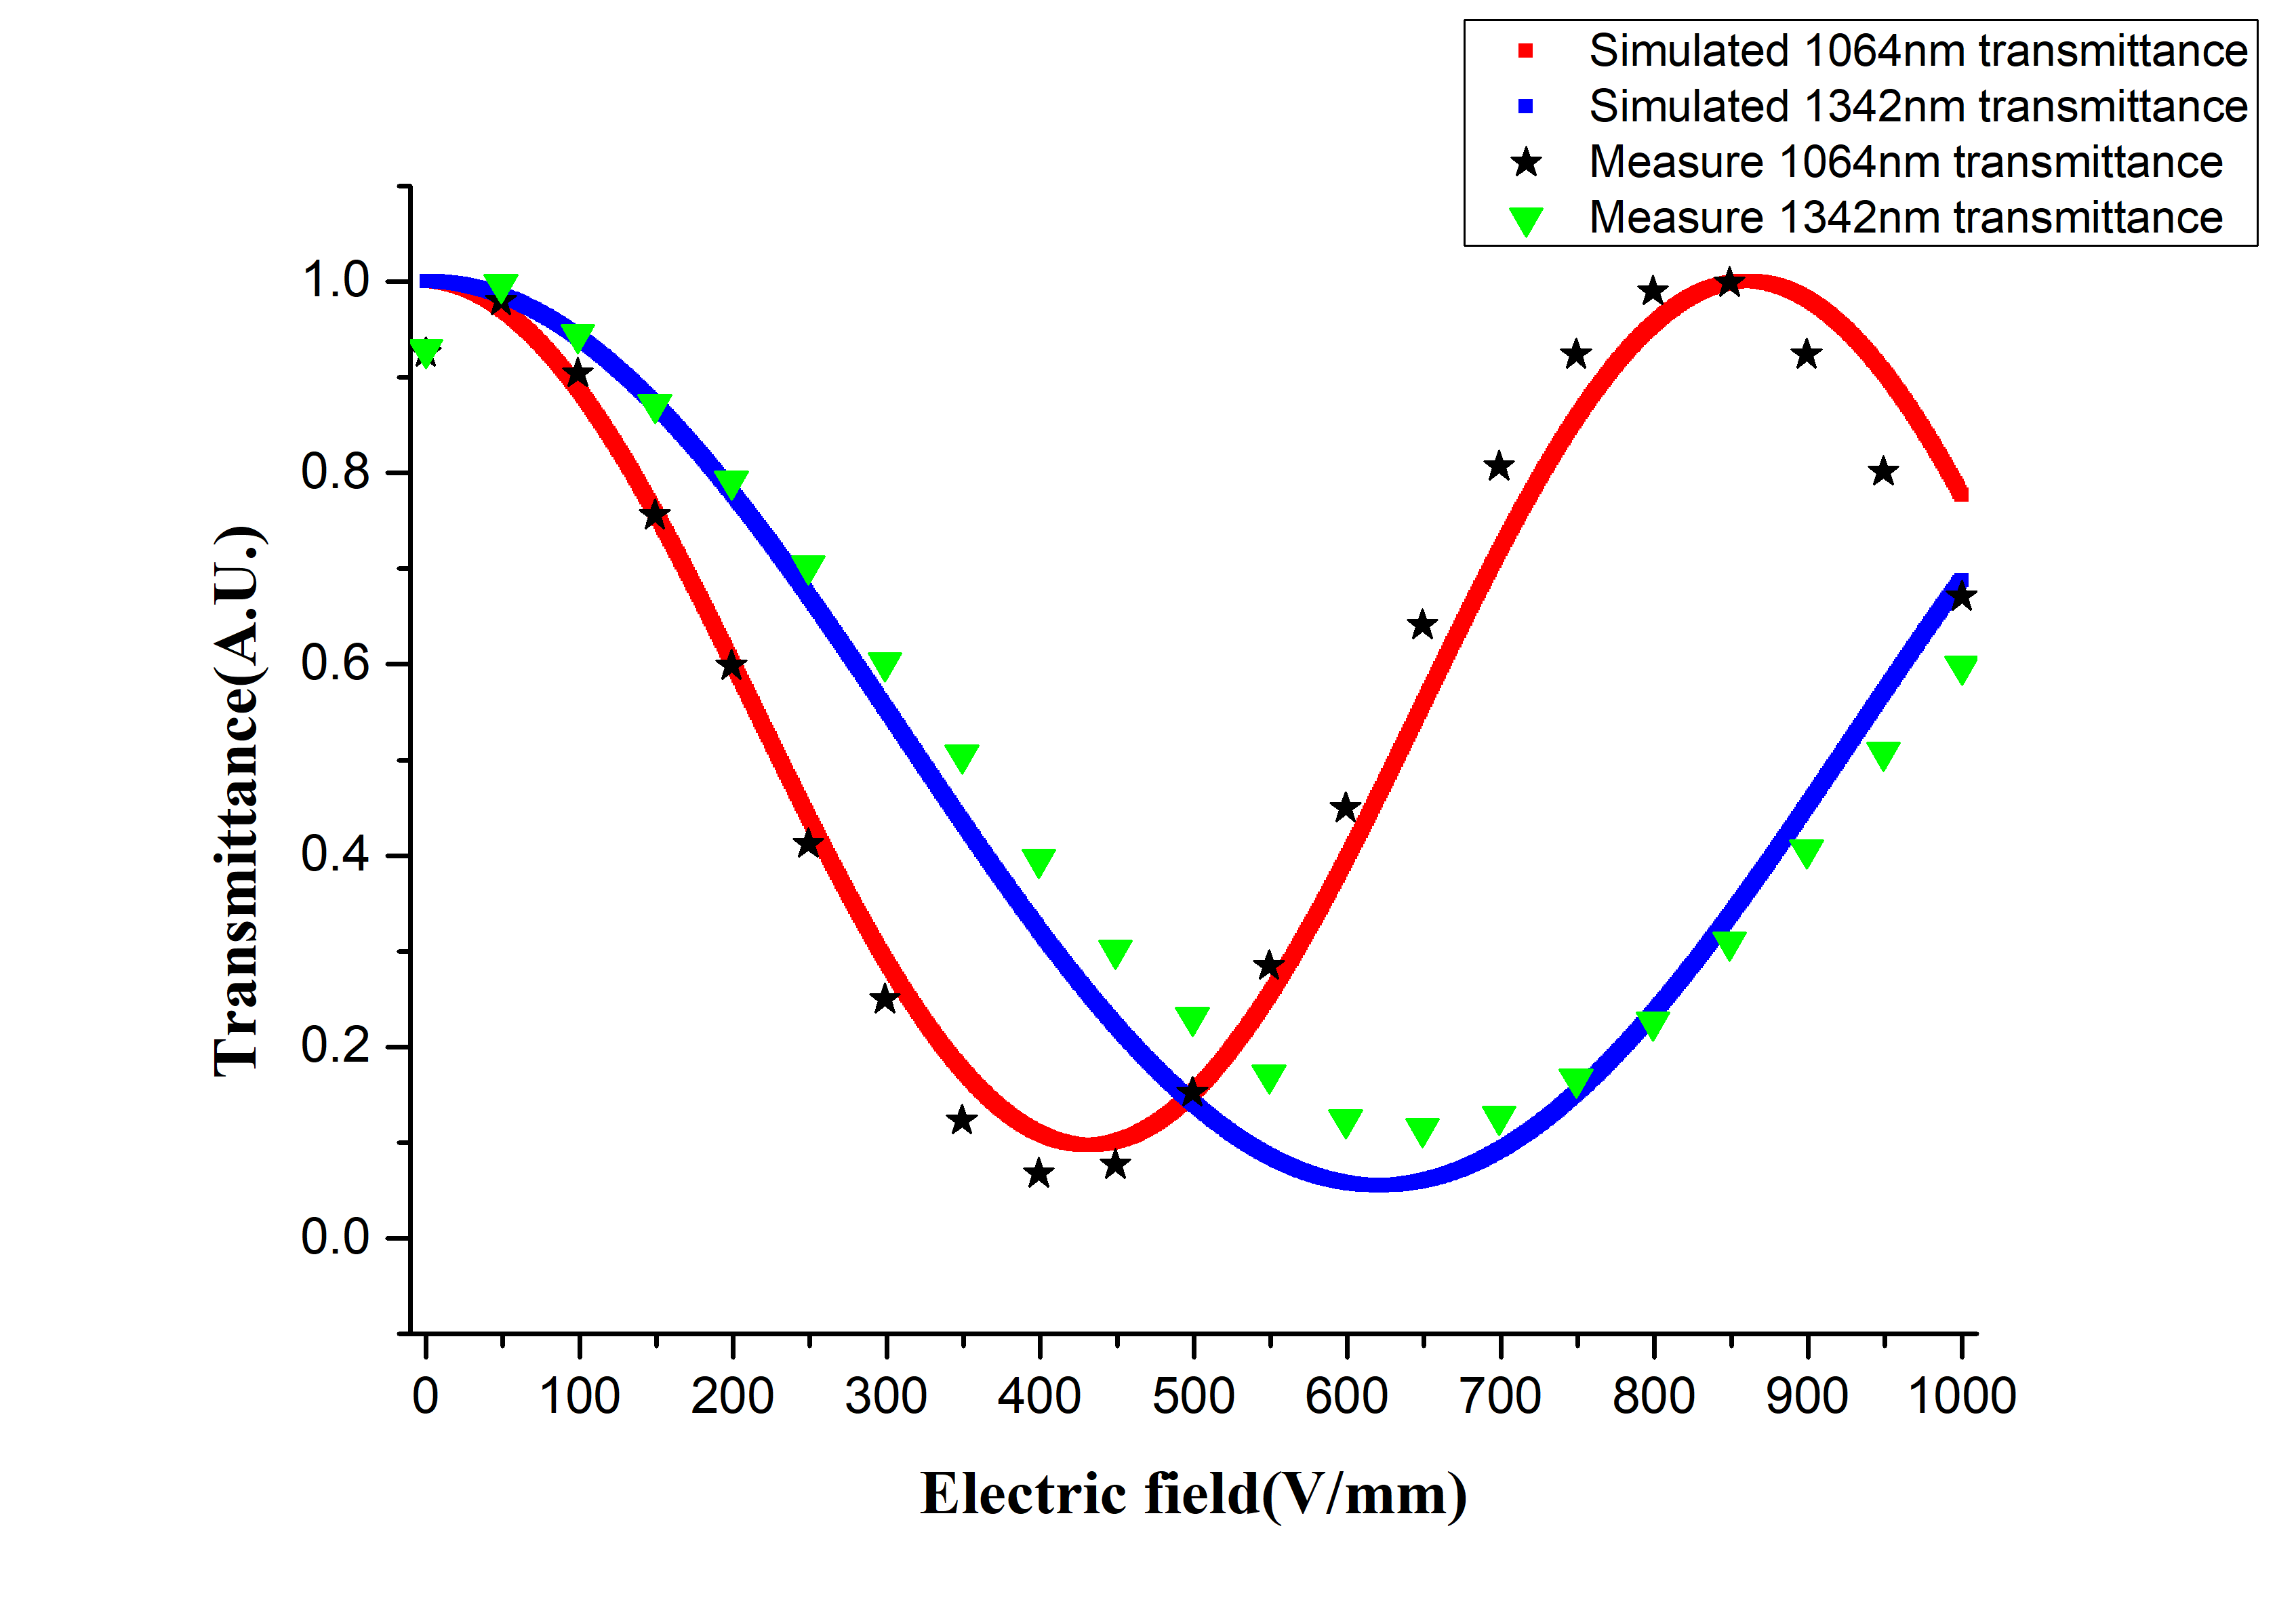 Simulated 1064nm transmittance
Simulated 1342nm transmittance
Measure 1064nm transmittance
Measure 1342nm transmittance
1.0
0.8
0.6
0.4
0.2
0.0
Transmittance(A.U.)
0 100 200 300 400 500 600 700 800 900 1000
Electric field(V/mm)